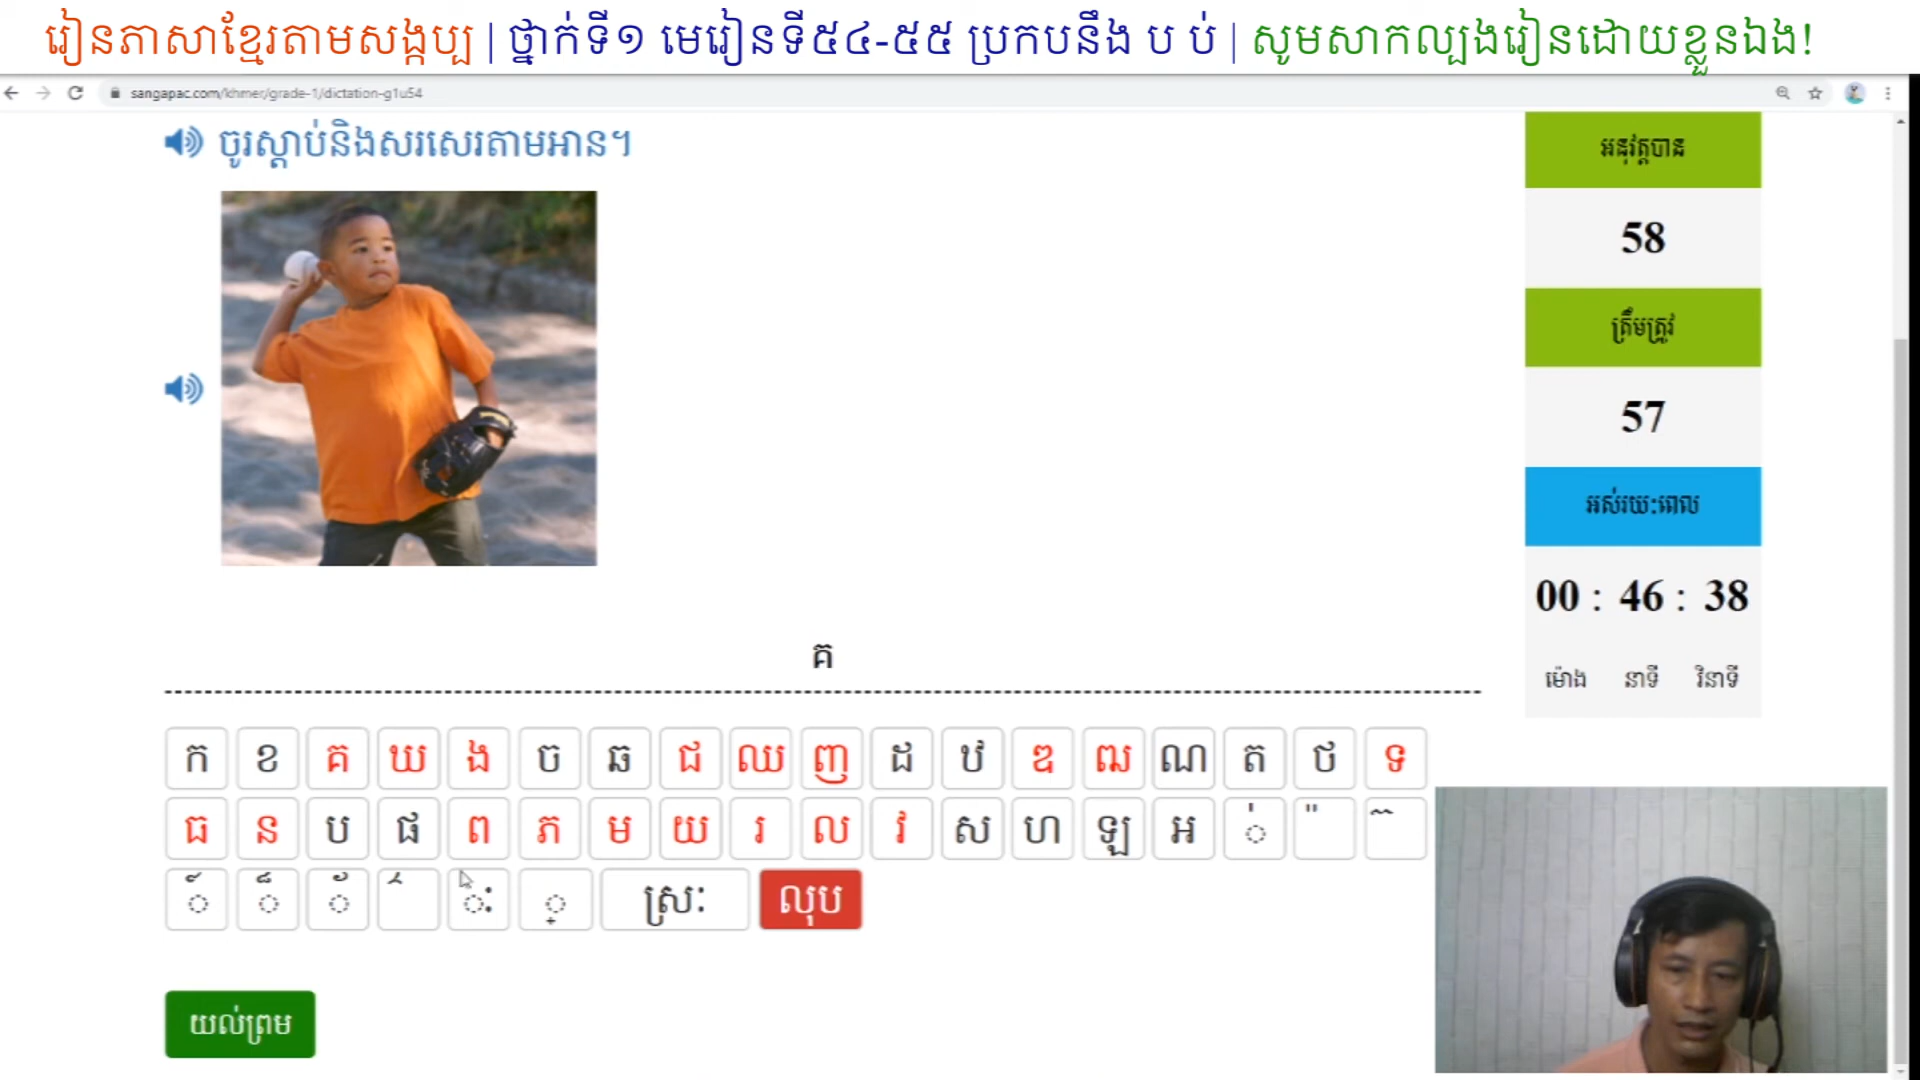 រៀនភាសាខ្មែរតាមសង្កប្ប | ថ្នាក់ទី១ មេរៀនទី៥៤-៥៥ ប្រកបនឹង ប ប់ | សូមសាកល្បងរៀនដោយខ្លួនឯង!
sangapac.com/khmer/grade-1/dictation-g1u54
ចូរស្ដាប់និងសរសេរតាមអាន។
អនុវត្តបាន
58
ត្រឹមត្រូវ
57
អស់រយៈពេល
00 : 46 : 38
ម៉ោង នាទី វិនាទី
គ
ក ខ គ ឃ ង ច ឆ ជ ឈ ញ ដ ឋ ឌ ឍ ណ ត ថ ទ
ធ ន ប ផ ព ភ ម យ រ ល វ ស ហ ឡ អ ់ ៉ ៊
៍ ៏ ័ ៌ ៈ ្ ស្រៈ លុប
យល់ព្រម